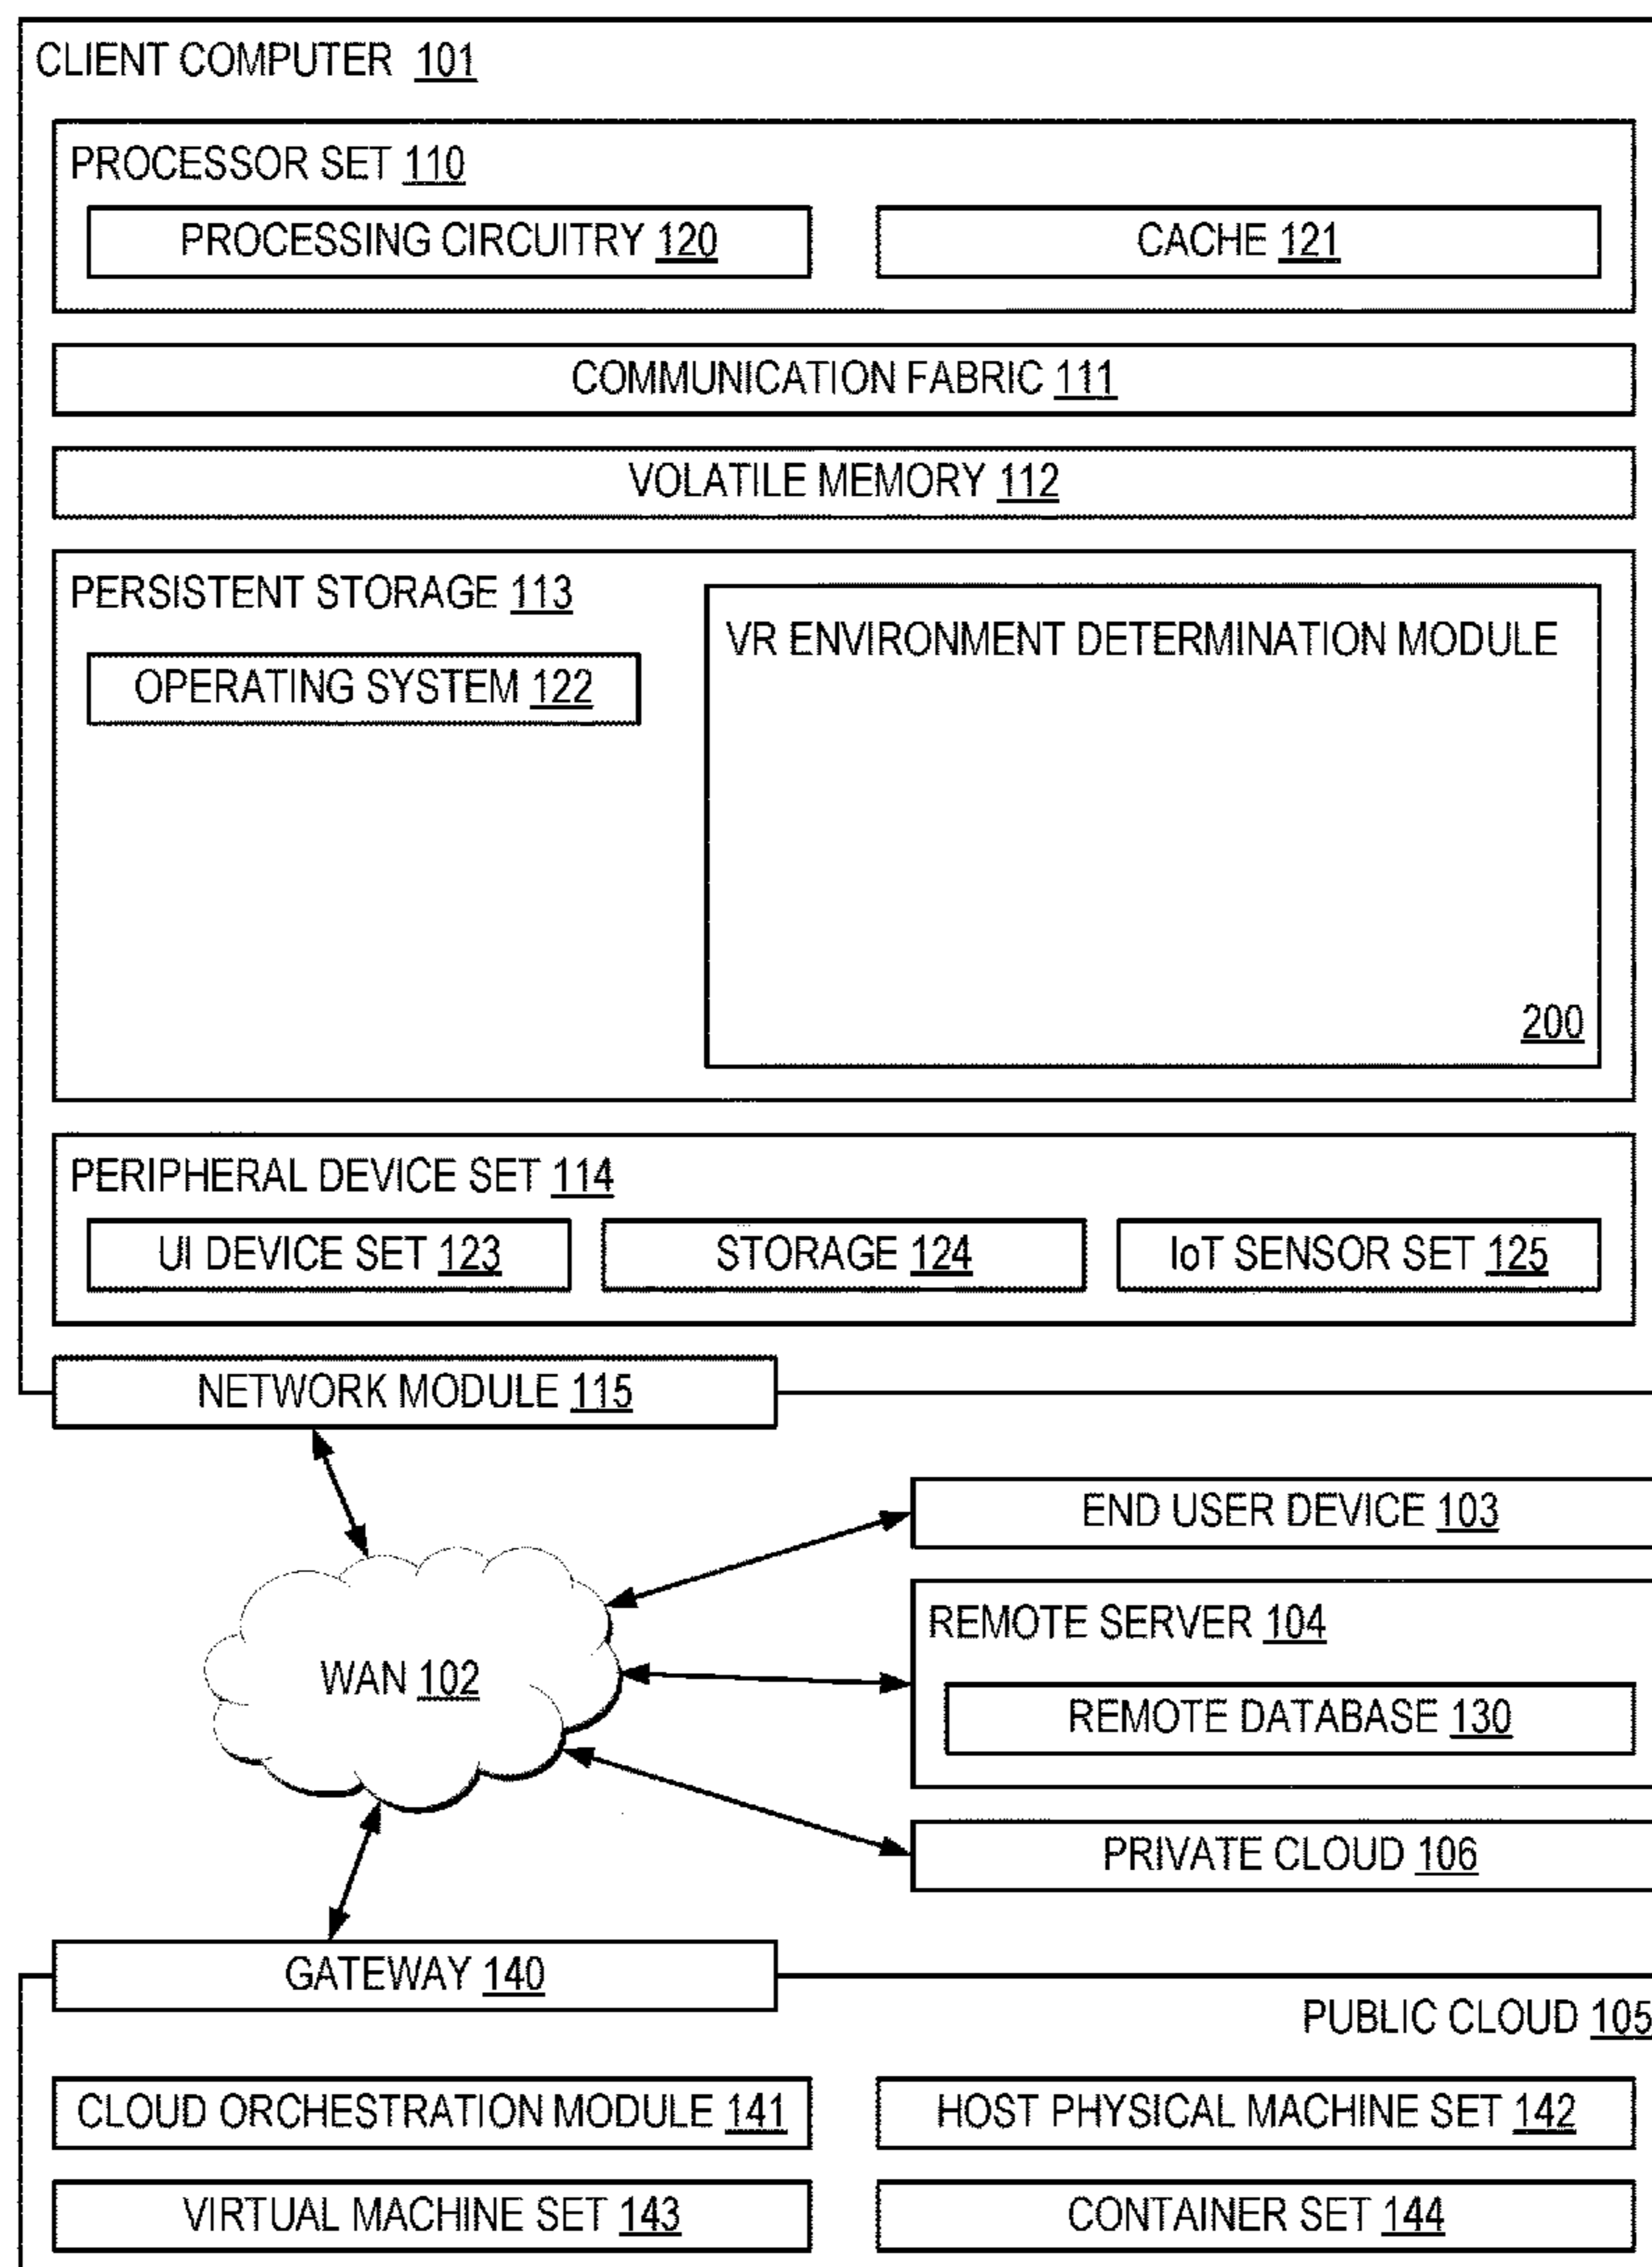 CLIENT COMPUTER 101
PROCESSOR SET 110
PROCESSING CIRCUITRY 120
CACHE 121
COMMUNICATION FABRIC 111
VOLATILE MEMORY 112
PERSISTENT STORAGE 113
OPERATING SYSTEM 122
VR ENVIRONMENT DETERMINATION MODULE
200
PERIPHERAL DEVICE SET 114
UI DEVICE SET 123
STORAGE 124
IoT SENSOR SET 125
NETWORK MODULE 115
WAN 102
END USER DEVICE 103
REMOTE SERVER 104
REMOTE DATABASE 130
PRIVATE CLOUD 106
GATEWAY 140
PUBLIC CLOUD 105
CLOUD ORCHESTRATION MODULE 141
HOST PHYSICAL MACHINE SET 142
VIRTUAL MACHINE SET 143
CONTAINER SET 144